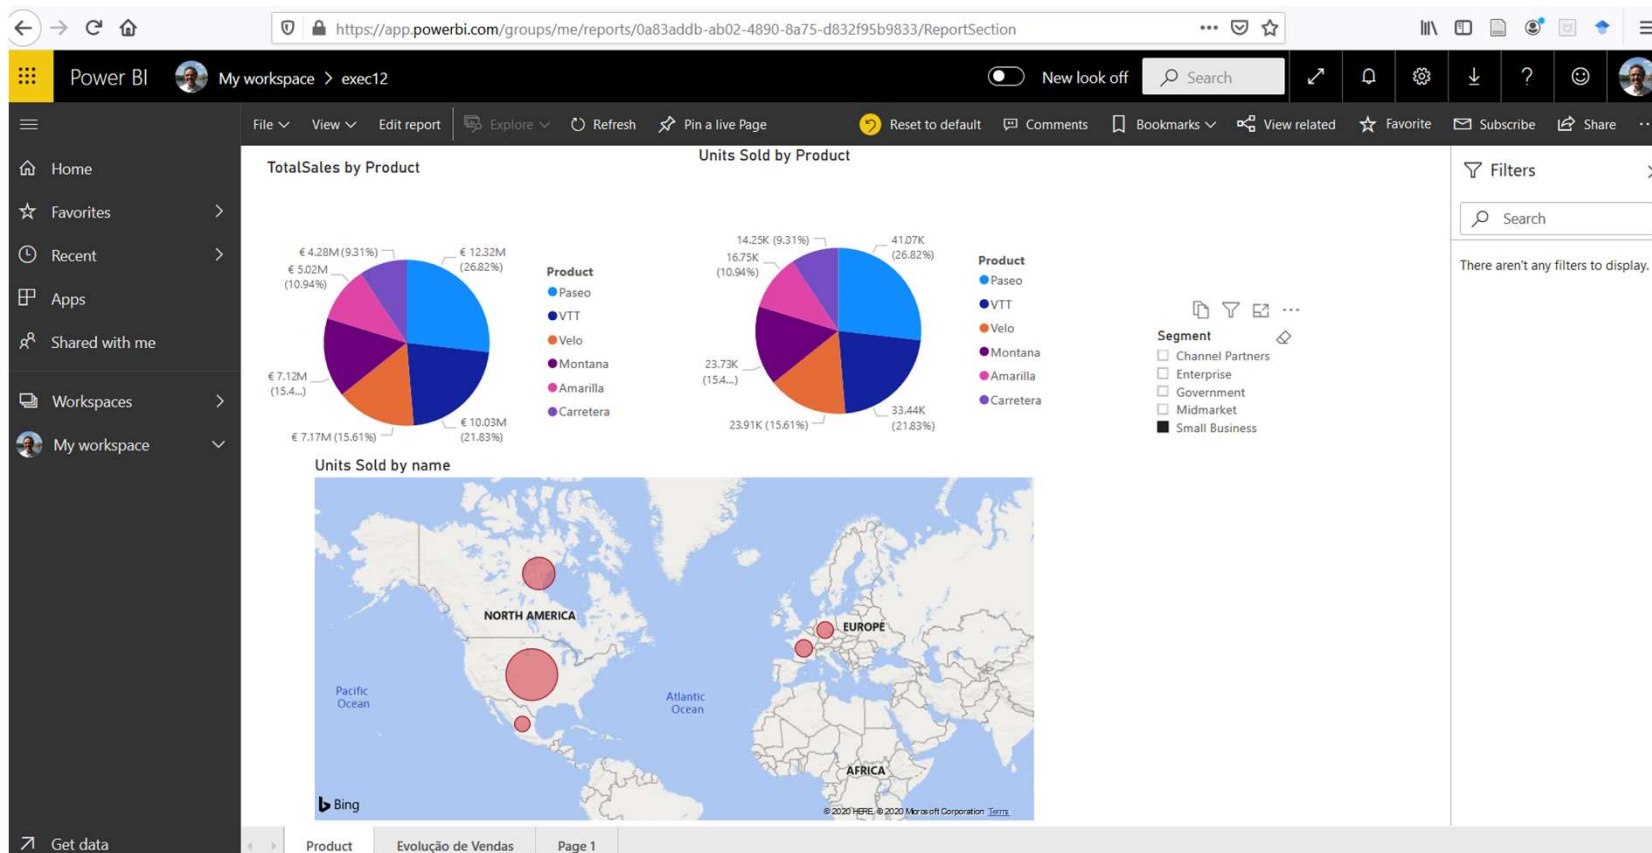 https://app.powerbi.com/groups/me/reports/0a83addb-ab02-4890-8a75-d832f95b9833/ReportSection
Power BI
My workspace > exec12
New look off
Search
File
View
Edit report
Explore
Refresh
Pin a live Page
Reset to default
Comments
Bookmarks
View related
Favorite
Subscribe
Share
Home
Favorites
Recent
Apps
Shared with me
Workspaces
My workspace
Get data
TotalSales by Product
€ 4.28M (9.31%)
€ 5.02M
(10.94%)
€ 12.32M
(26.82%)
€ 7.12M
(15.4...)
€ 7.17M (15.61%)
€ 10.03M
(21.83%)
Product
Paseo
VTT
Velo
Montana
Amarilla
Carretera
Units Sold by Product
14.25K (9.31%)
16.75K
(10.94%)
41.07K
(26.82%)
23.73K
(15.4...)
23.91K (15.61%)
33.44K
(21.83%)
Product
Paseo
VTT
Velo
Montana
Amarilla
Carretera
Segment
Channel Partners
Enterprise
Government
Midmarket
Small Business
Units Sold by name
NORTH AMERICA
EUROPE
Pacific
Ocean
Atlantic
Ocean
AFRICA
Bing
© 2020 HERE, © 2020 Microsoft Corporation Terms
Filters
Search
There aren't any filters to display.
Product
Evolução de Vendas
Page 1